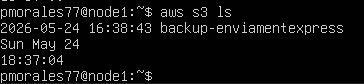 pmorales77@node1:~$ aws s3 ls
2026-05-24 16:38:43 backup-enviamentexpress
Sun May 24
18:37:04
pmorales77@node1:~$